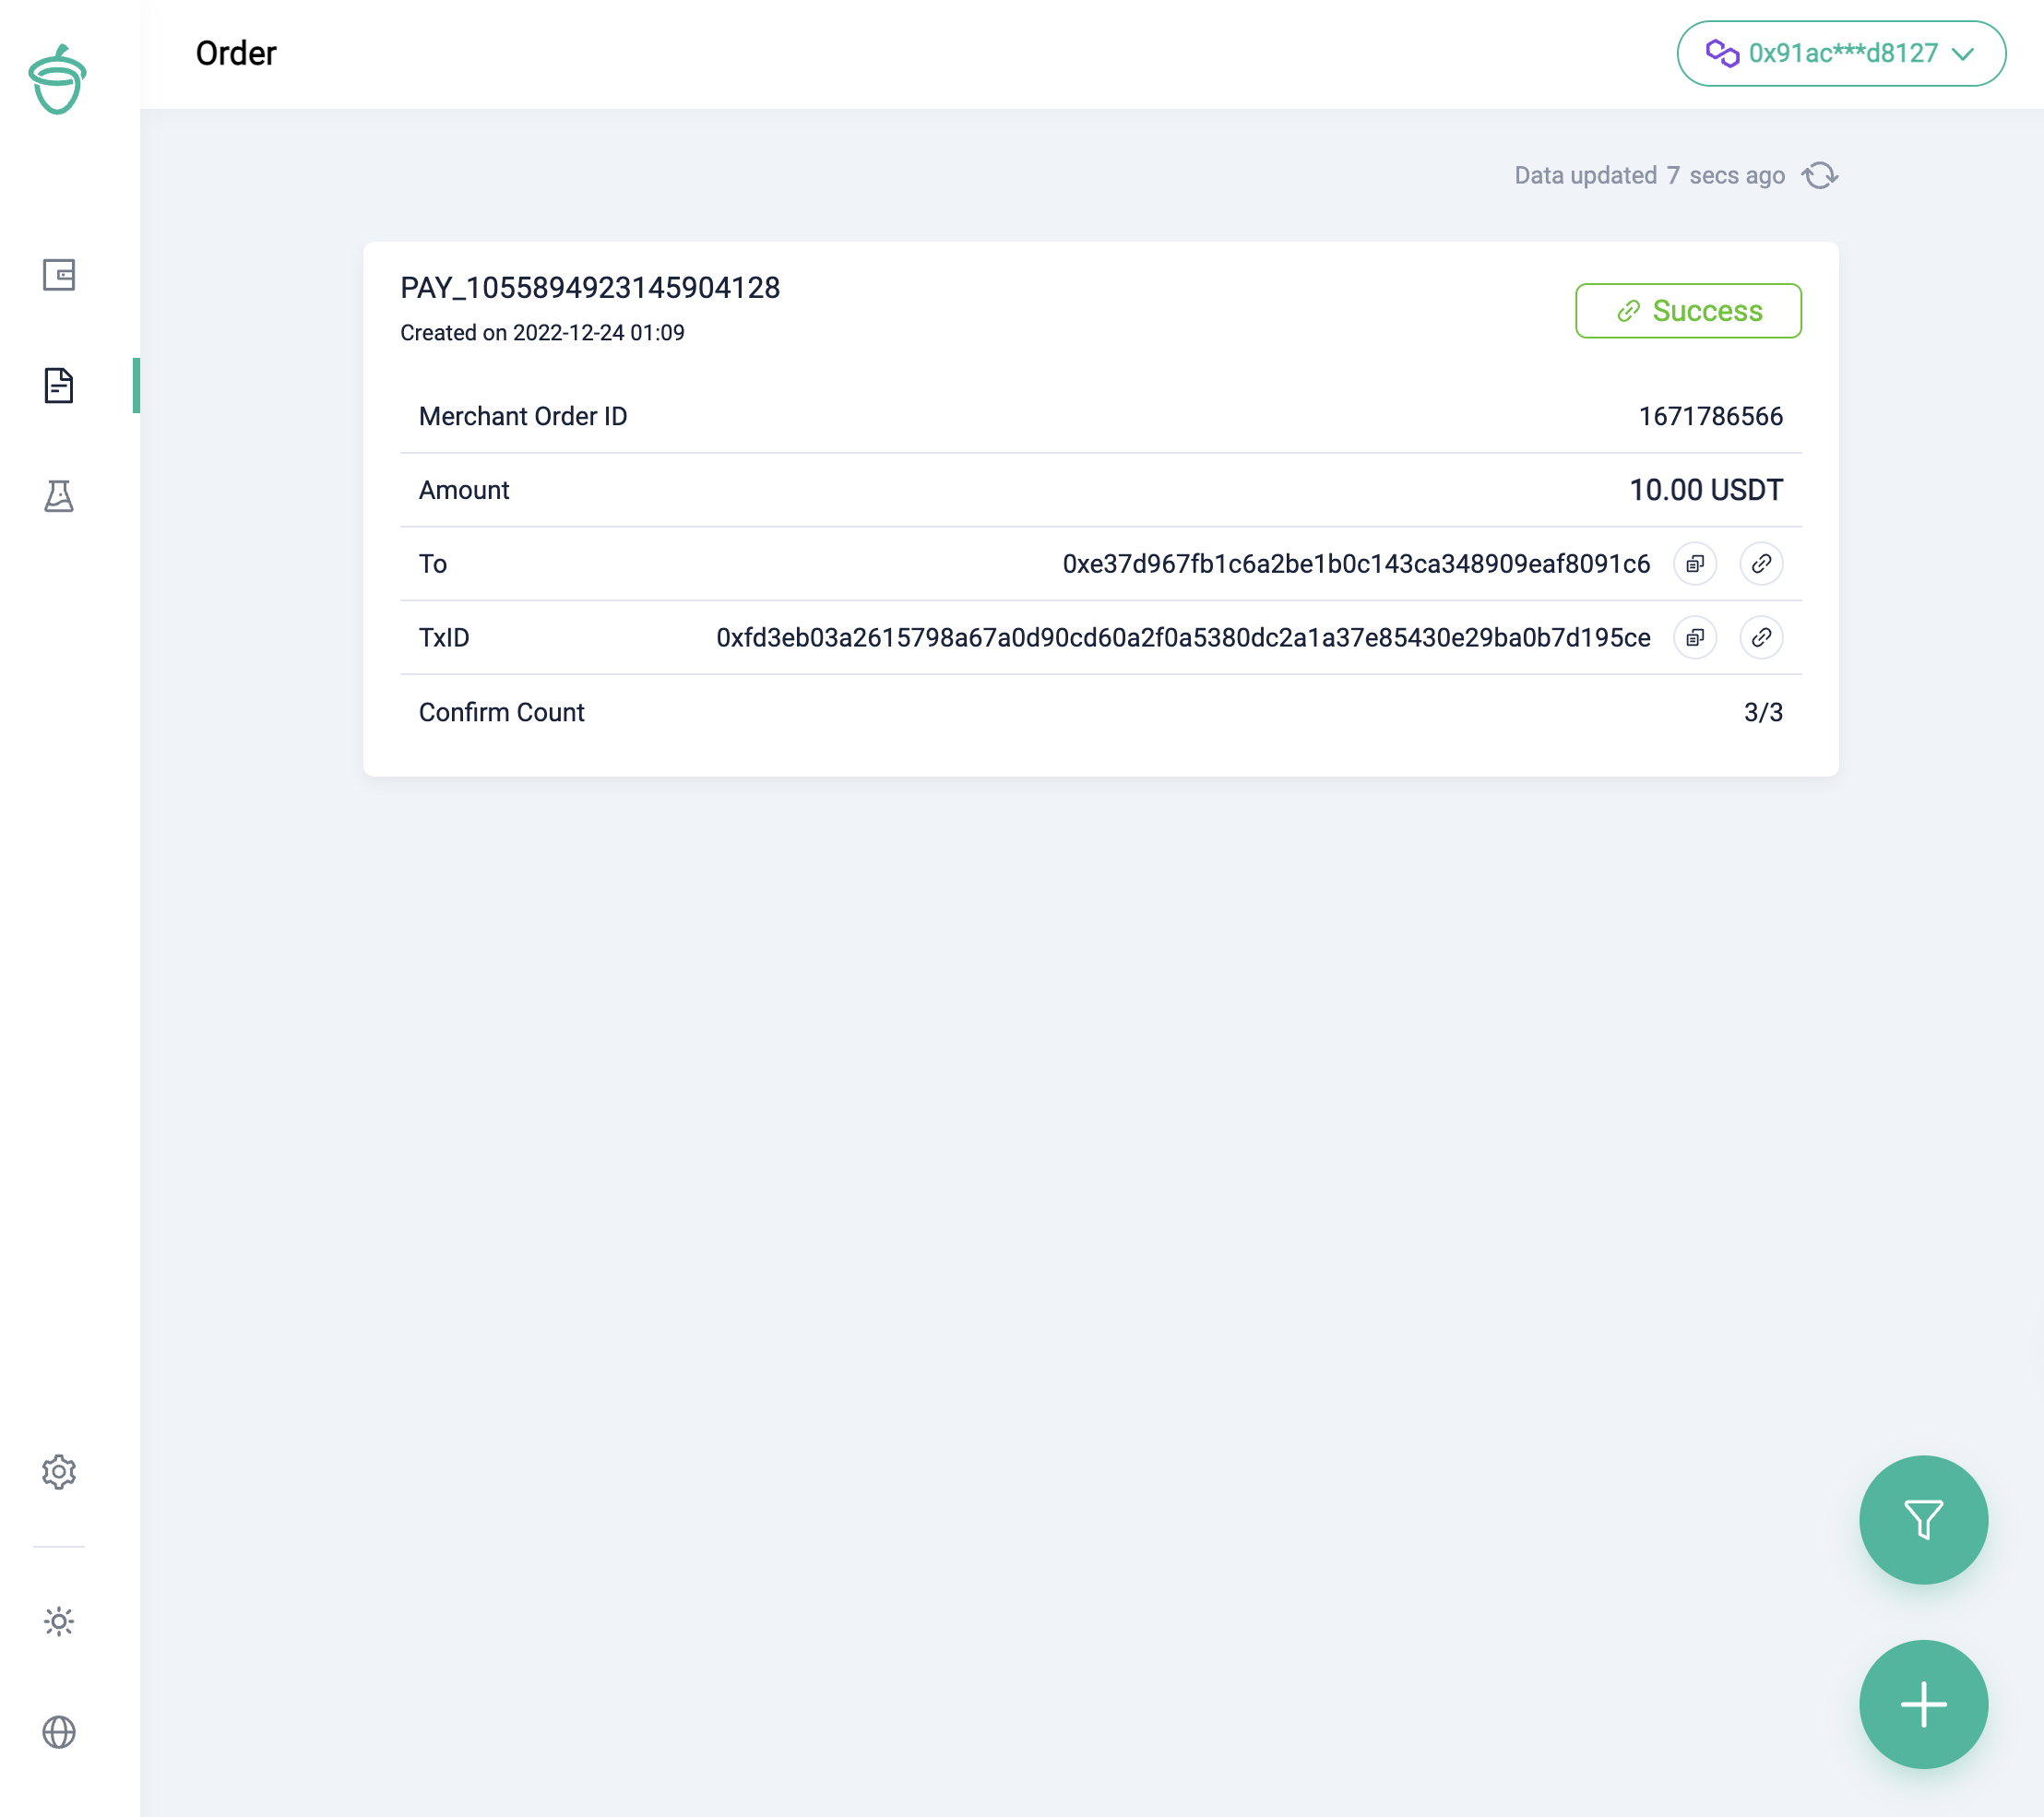 Order
0x91ac***d8127
Data updated 7 secs ago
PAY_1055894923145904128
Created on 2022-12-24 01:09
Success
Merchant Order ID 1671786566
Amount 10.00 USDT
To 0xe37d967fb1c6a2be1b0c143ca348909eaf8091c6
TxID 0xfd3eb03a2615798a67a0d90cd60a2f0a5380dc2a1a37e85430e29ba0b7d195ce
Confirm Count 3/3